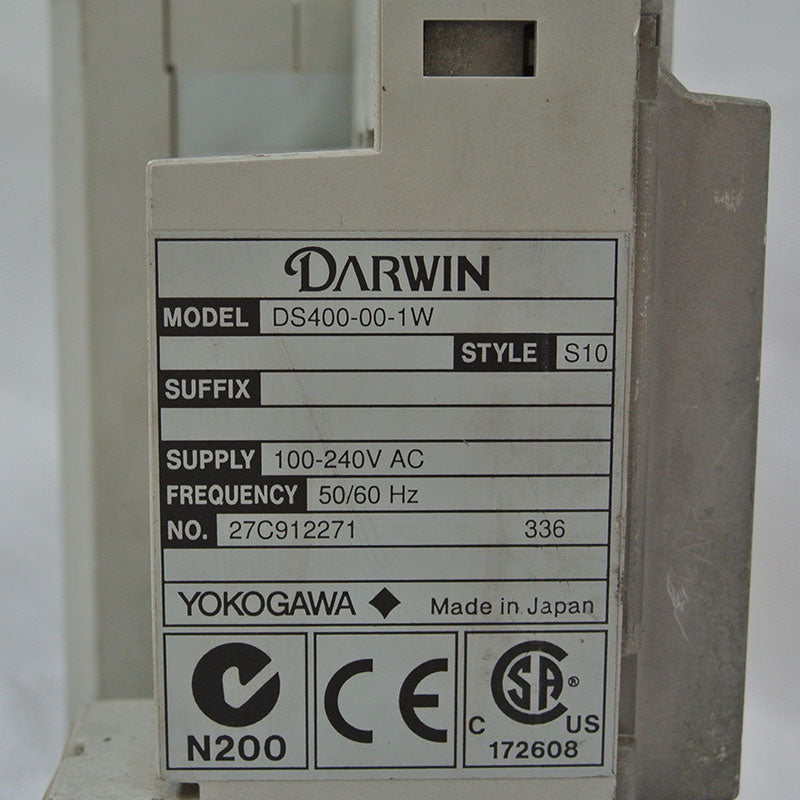 DARWIN
MODEL DS400-00-1W
STYLE S10
SUFFIX
SUPPLY 100-240V AC
FREQUENCY 50/60 Hz
NO. 27C912271 336
YOKOGAWA Made in Japan
N200 CE C SA ® US 172608